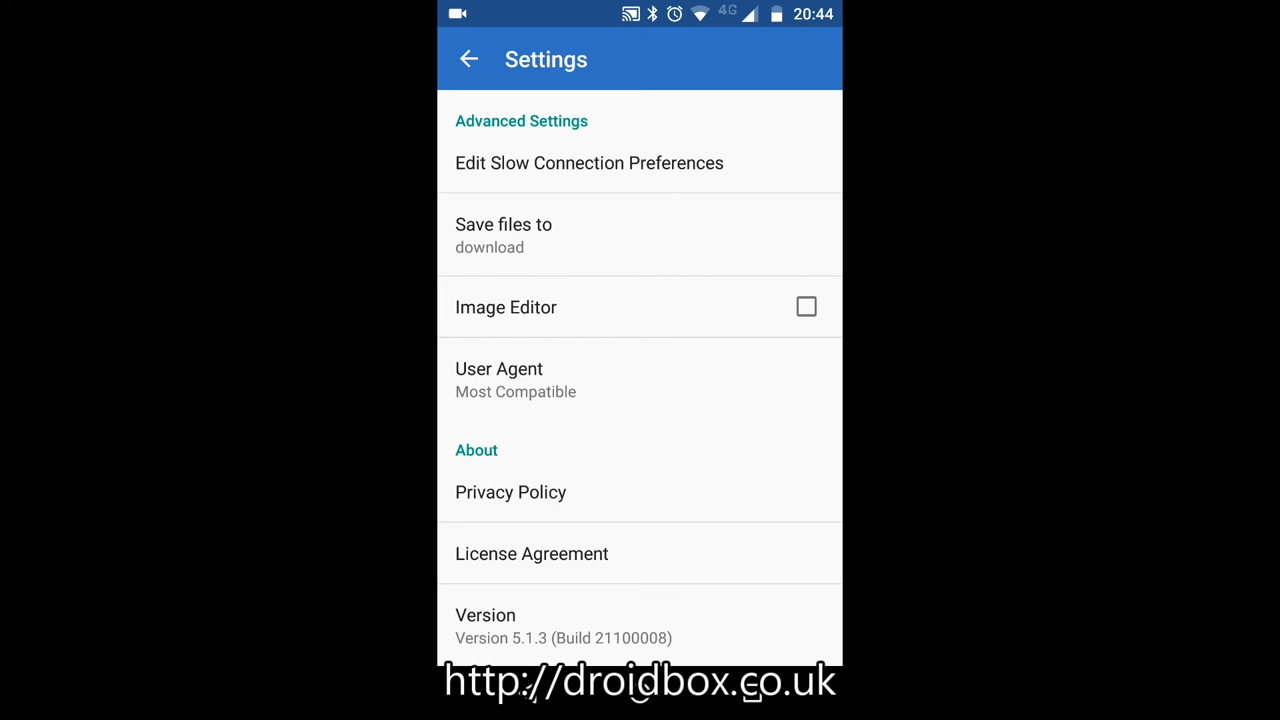 4G 20:44
Settings
Advanced Settings
Edit Slow Connection Preferences
Save files to
download
Image Editor
User Agent
Most Compatible
About
Privacy Policy
License Agreement
Version
Version 5.1.3 (Build 21100008)
http://droidbox.co.uk